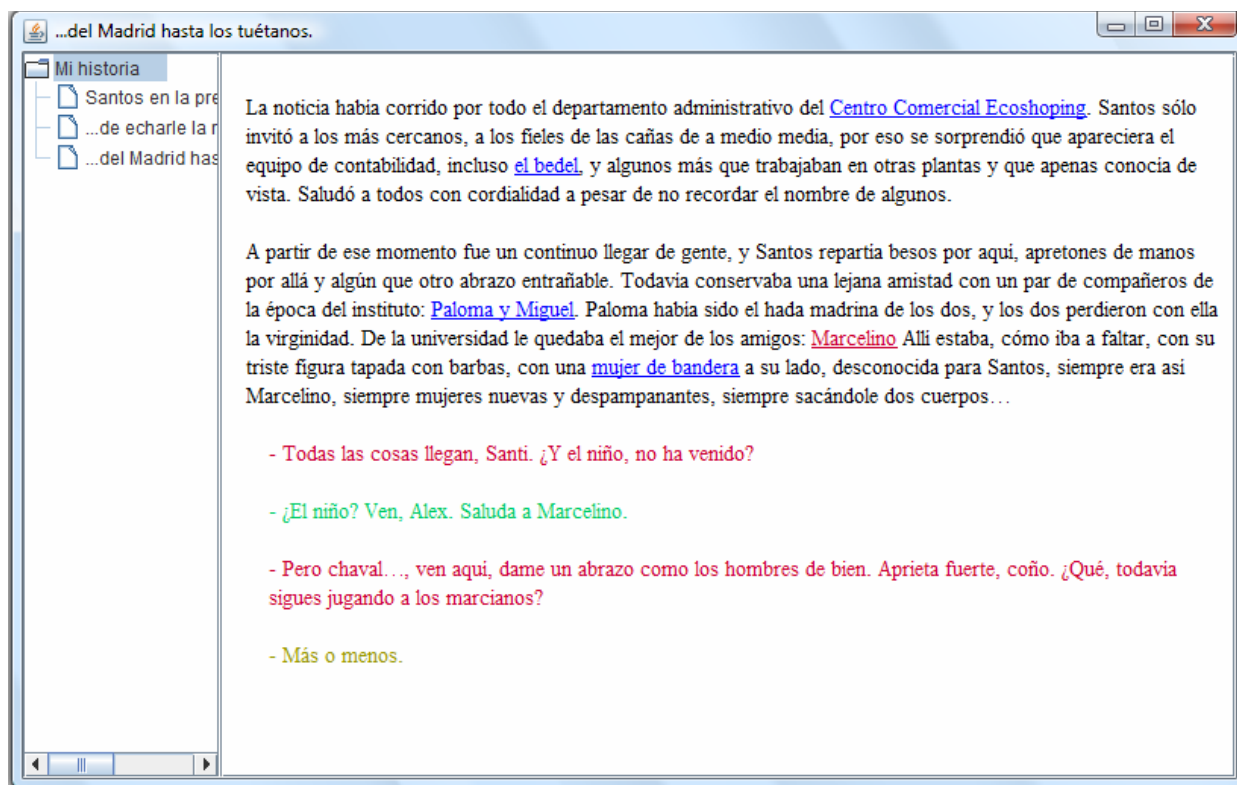 ...del Madrid hasta los tuétanos.
Mi historia
Santos en la pre
...de echarle la r
...del Madrid has
La noticia había corrido por todo el departamento administrativo del Centro Comercial Ecoshoping. Santos sólo
invitó a los más cercanos, a los fieles de las cañas de a medio media, por eso se sorprendió que apareciera el
equipo de contabilidad, incluso el bedel, y algunos más que trabajaban en otras plantas y que apenas conocía de
vista. Saludó a todos con cordialidad a pesar de no recordar el nombre de algunos.
A partir de ese momento fue un continuo llegar de gente, y Santos repartía besos por aquí, apretones de manos
por allá y algún que otro abrazo entrañable. Todavía conservaba una lejana amistad con un par de compañeros de
la época del instituto: Paloma y Miguel. Paloma había sido el hada madrina de los dos, y los dos perdieron con ella
la virginidad. De la universidad le quedaba el mejor de los amigos: Marcelino Allí estaba, cómo iba a faltar, con su
triste figura tapada con barbas, con una mujer de bandera a su lado, desconocida para Santos, siempre era así
Marcelino, siempre mujeres nuevas y despampanantes, siempre sacándole dos cuerpos…
- Todas las cosas llegan, Santi. ¿Y el niño, no ha venido?
- ¿El niño? Ven, Alex. Saluda a Marcelino.
- Pero chaval…, ven aquí, dame un abrazo como los hombres de bien. Aprieta fuerte, coño. ¿Qué, todavía
sigues jugando a los marcianos?
- Más o menos.